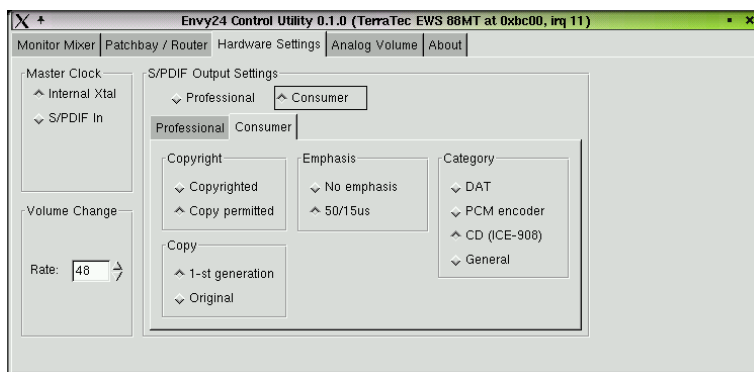 Envy24 Control Utility 0.1.0 (TerraTec EWS 88MT at 0xbc00, irq 11)
Monitor Mixer Patchbay / Router Hardware Settings Analog Volume About
Master Clock
Internal Xtal
S/PDIF In
Volume Change
Rate: 48
S/PDIF Output Settings
Professional Consumer
Professional Consumer
Copyright
Copyrighted
Copy permitted
Copy
1-st generation
Original
Emphasis
No emphasis
50/15us
Category
DAT
PCM encoder
CD (ICE-908)
General